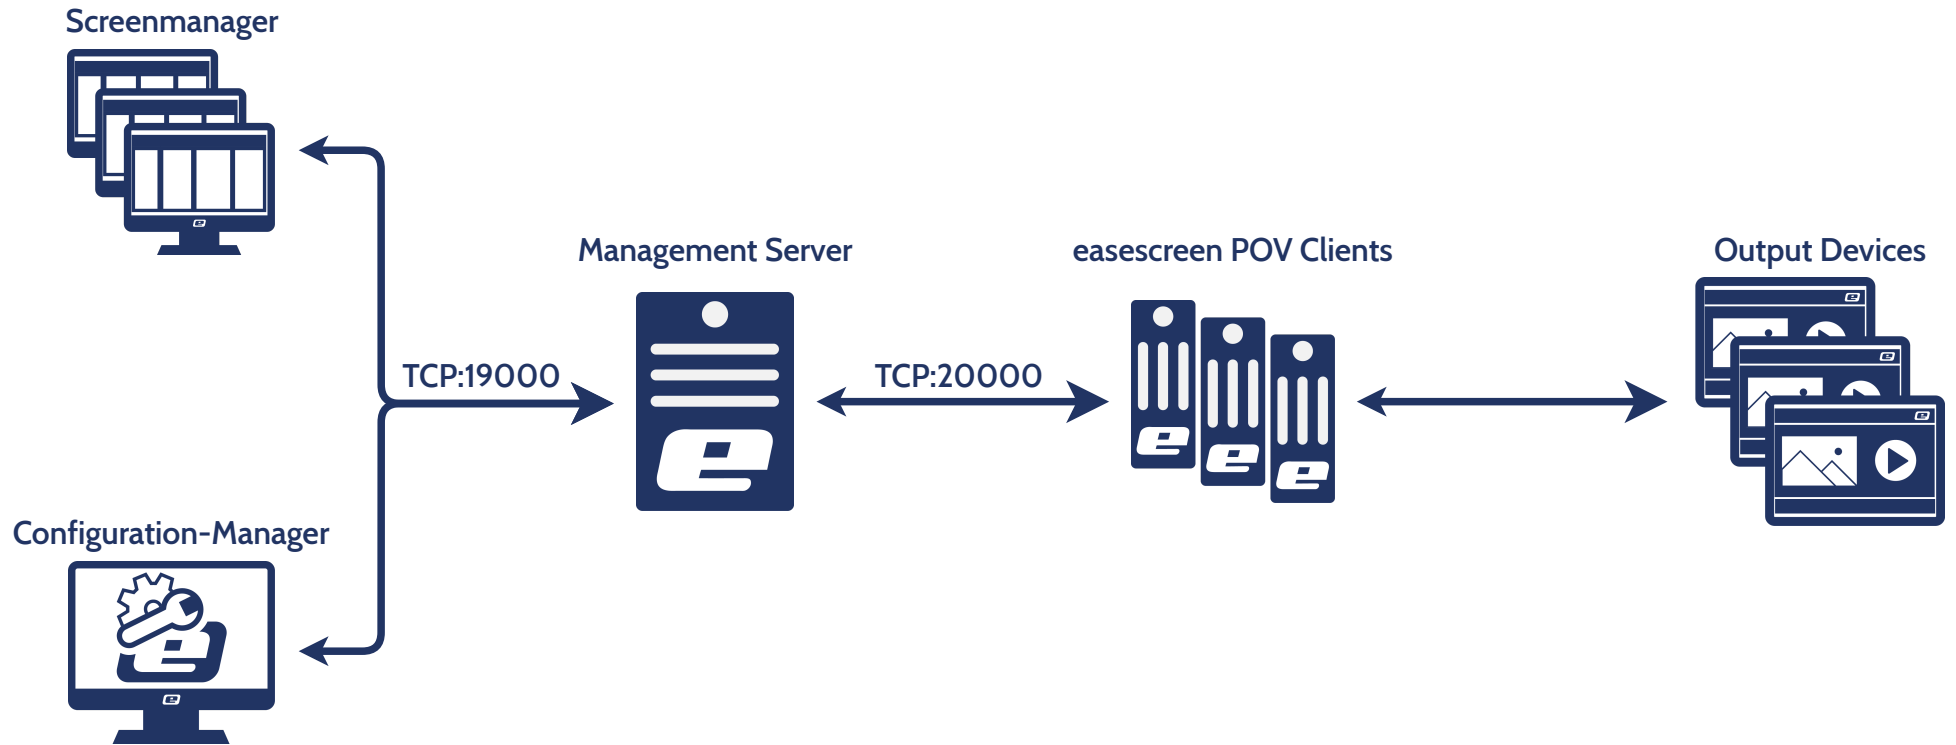 Screenmanager
Management Server
easescreen POV Clients
Output Devices
TCP:19000
TCP:20000
Configuration-Manager